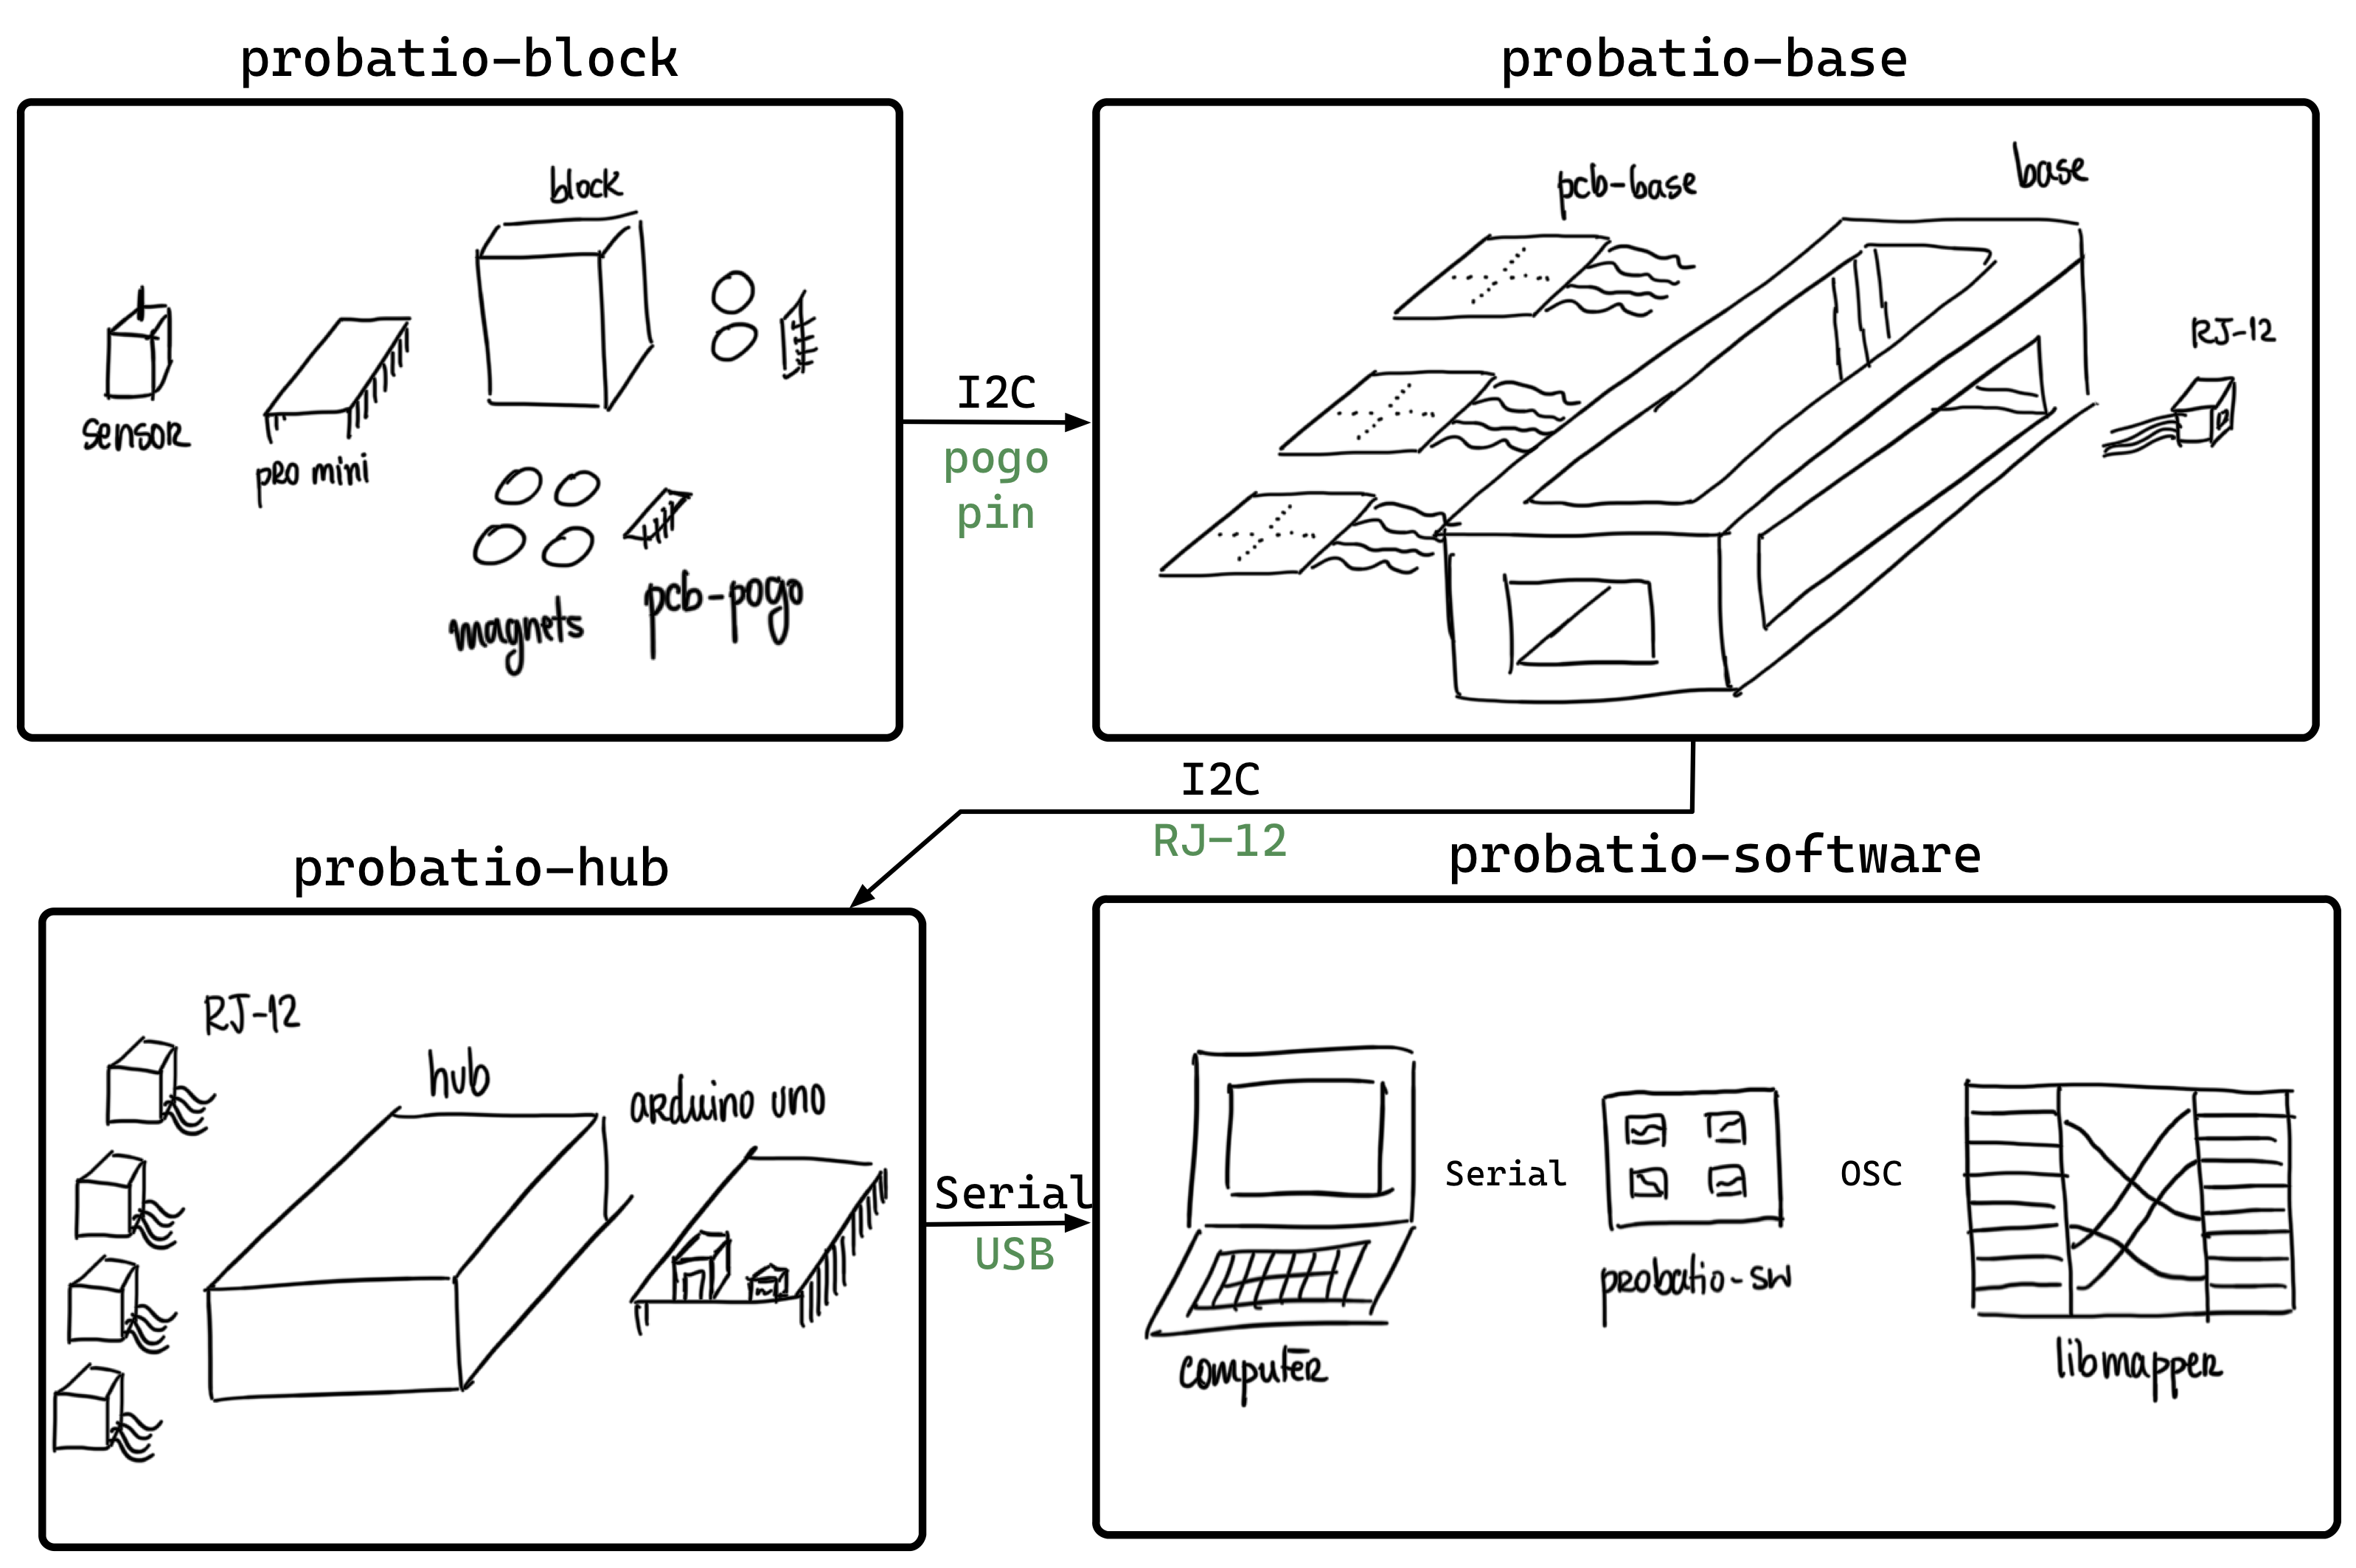 probatio-block
block
sensor
pro mini
magnets
pcb-pogo
I2C
pogo
pin
probatio-base
pcb-base
base
RJ-12
I2C
RJ-12
probatio-hub
RJ-12
hub
arduino uno
Serial
USB
probatio-software
Serial
OSC
computer
probatio-sw
libmapper